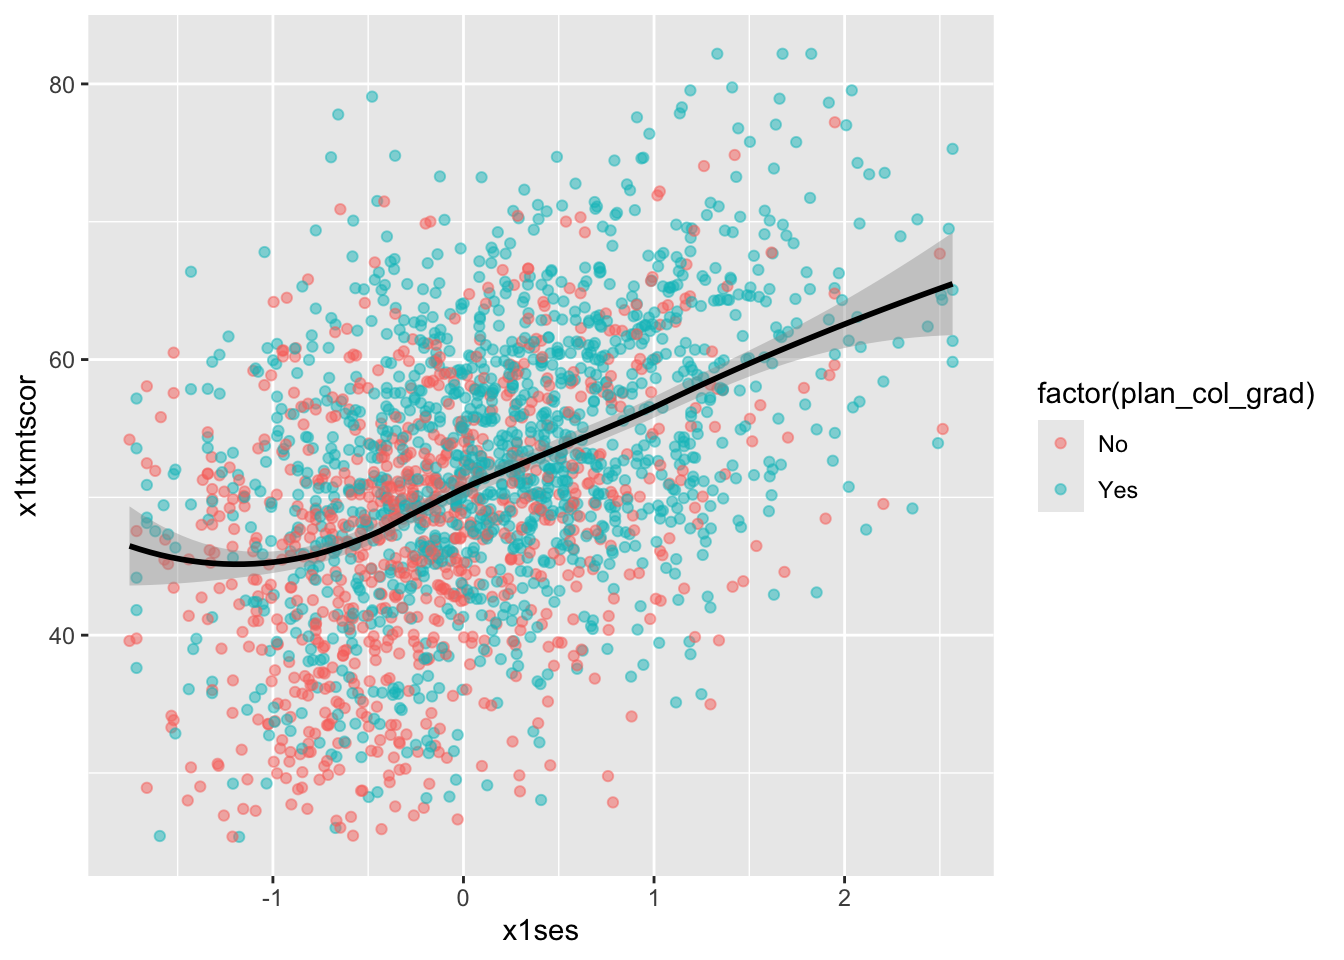 80
60
40
-1
0
1
2
x1ses
x1txmtscor
factor(plan_col_grad)
No
Yes